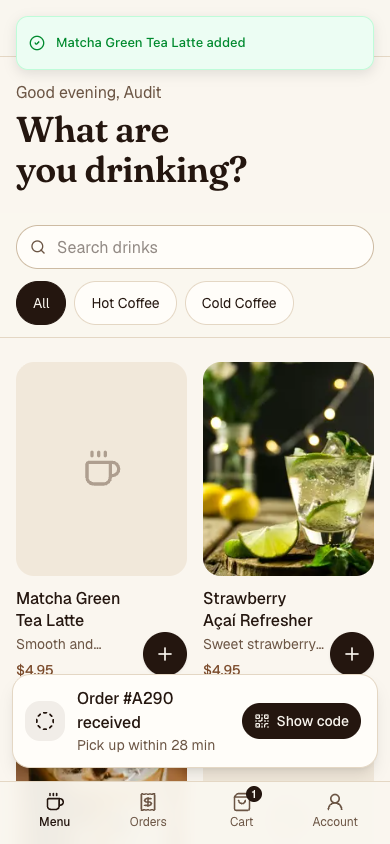 Matcha Green Tea Latte added
Good evening, Audit
What are
you drinking?
Search drinks
All
Hot Coffee
Cold Coffee
Matcha Green
Tea Latte
Smooth and…
$4.95
Strawberry
Açaí Refresher
Sweet strawberry…
$4.95
Order #A290
received
Pick up within 28 min
Show code
1
Menu
Orders
Cart
Account